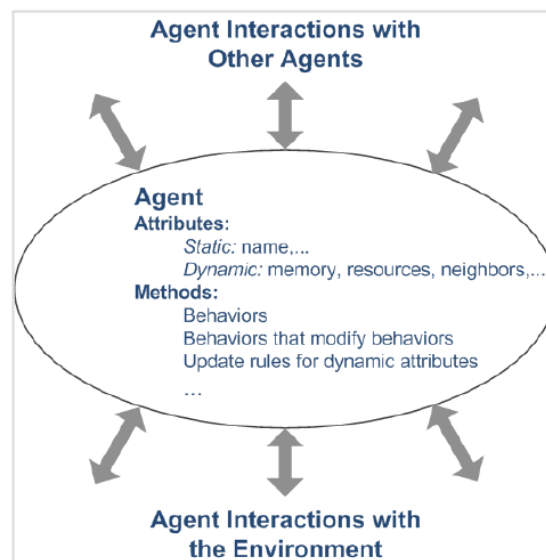 Agent Interactions with
Other Agents
Agent
Attributes:
Static: name,...
Dynamic: memory, resources, neighbors,...
Methods:
Behaviors
Behaviors that modify behaviors
Update rules for dynamic attributes
...
Agent Interactions with
the Environment